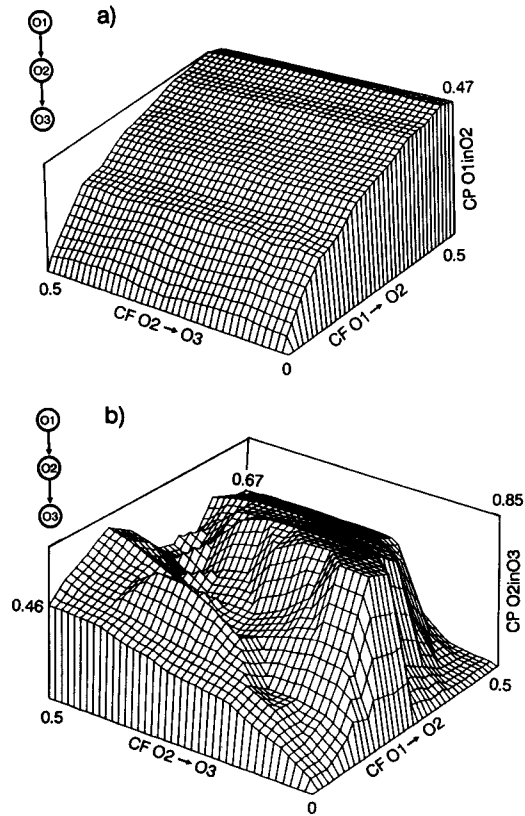 a)
O1
O2
O3
0.47
CP O1inO2
0.5
0.5
CF O2 → O3
CF O1 → O2
0
b)
O1
O2
O3
0.67
0.85
0.46
CP O2inO3
0.5
0.5
CF O2 → O3
CF O1 → O2
0